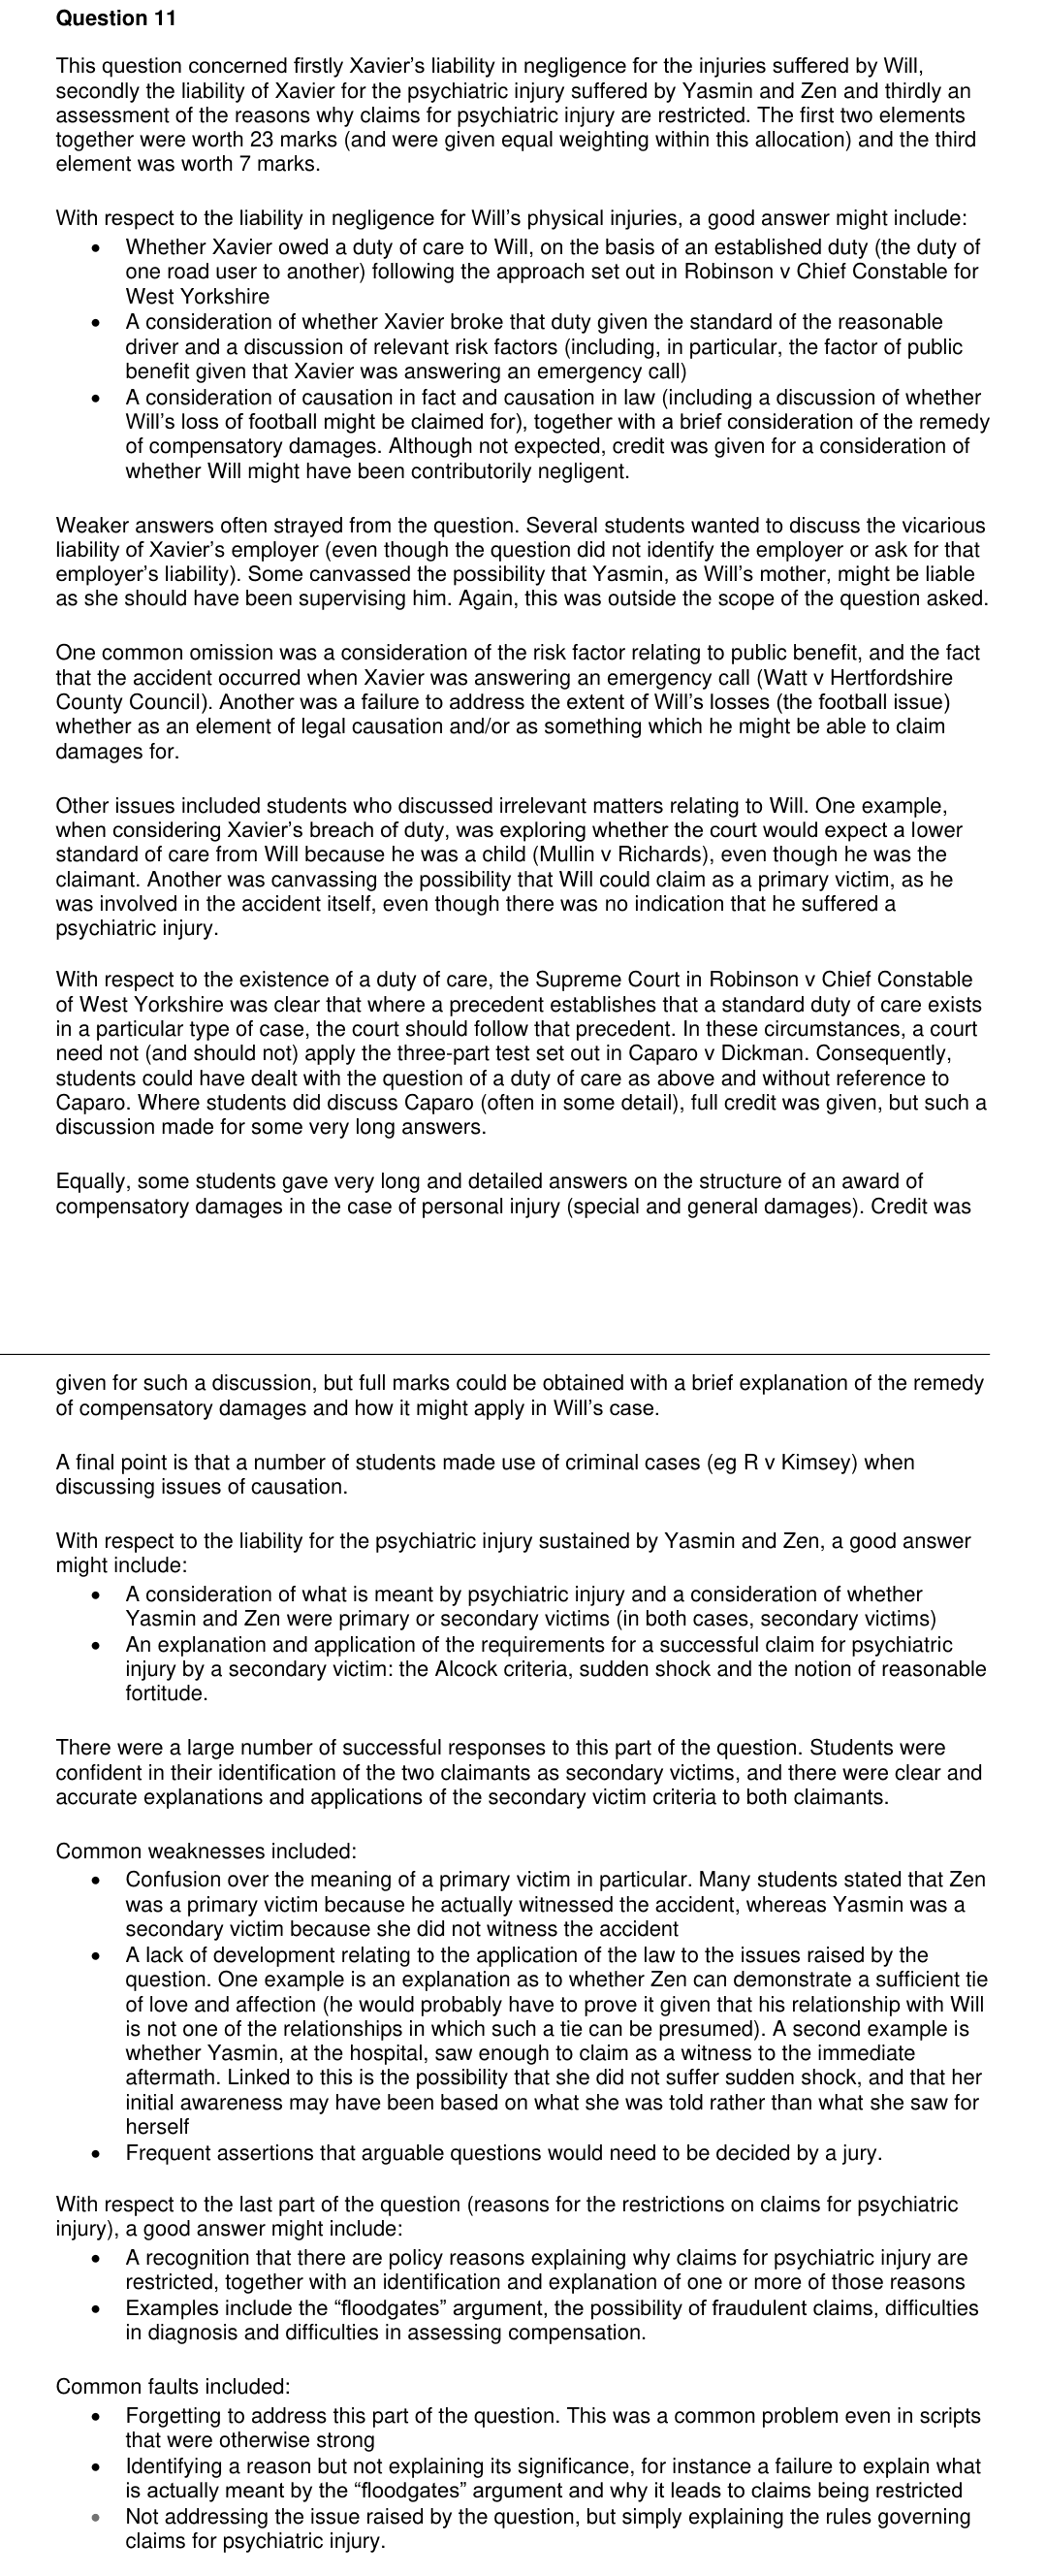 Question 11
This question concerned firstly Xavier’s liability in negligence for the injuries suffered by Will,
secondly the liability of Xavier for the psychiatric injury suffered by Yasmin and Zen and thirdly an
assessment of the reasons why claims for psychiatric injury are restricted. The first two elements
together were worth 23 marks (and were given equal weighting within this allocation) and the third
element was worth 7 marks.
With respect to the liability in negligence for Will’s physical injuries, a good answer might include:
• Whether Xavier owed a duty of care to Will, on the basis of an established duty (the duty of
one road user to another) following the approach set out in Robinson v Chief Constable for
West Yorkshire
• A consideration of whether Xavier broke that duty given the standard of the reasonable
driver and a discussion of relevant risk factors (including, in particular, the factor of public
benefit given that Xavier was answering an emergency call)
• A consideration of causation in fact and causation in law (including a discussion of whether
Will’s loss of football might be claimed for), together with a brief consideration of the remedy
of compensatory damages. Although not expected, credit was given for a consideration of
whether Will might have been contributorily negligent.
Weaker answers often strayed from the question. Several students wanted to discuss the vicarious
liability of Xavier’s employer (even though the question did not identify the employer or ask for that
employer’s liability). Some canvassed the possibility that Yasmin, as Will’s mother, might be liable
as she should have been supervising him. Again, this was outside the scope of the question asked.
One common omission was a consideration of the risk factor relating to public benefit, and the fact
that the accident occurred when Xavier was answering an emergency call (Watt v Hertfordshire
County Council). Another was a failure to address the extent of Will’s losses (the football issue)
whether as an element of legal causation and/or as something which he might be able to claim
damages for.
Other issues included students who discussed irrelevant matters relating to Will. One example,
when considering Xavier’s breach of duty, was exploring whether the court would expect a lower
standard of care from Will because he was a child (Mullin v Richards), even though he was the
claimant. Another was canvassing the possibility that Will could claim as a primary victim, as he
was involved in the accident itself, even though there was no indication that he suffered a
psychiatric injury.
With respect to the existence of a duty of care, the Supreme Court in Robinson v Chief Constable
of West Yorkshire was clear that where a precedent establishes that a standard duty of care exists
in a particular type of case, the court should follow that precedent. In these circumstances, a court
need not (and should not) apply the three-part test set out in Caparo v Dickman. Consequently,
students could have dealt with the question of a duty of care as above and without reference to
Caparo. Where students did discuss Caparo (often in some detail), full credit was given, but such a
discussion made for some very long answers.
Equally, some students gave very long and detailed answers on the structure of an award of
compensatory damages in the case of personal injury (special and general damages). Credit was
given for such a discussion, but full marks could be obtained with a brief explanation of the remedy
of compensatory damages and how it might apply in Will’s case.
A final point is that a number of students made use of criminal cases (eg R v Kimsey) when
discussing issues of causation.
With respect to the liability for the psychiatric injury sustained by Yasmin and Zen, a good answer
might include:
• A consideration of what is meant by psychiatric injury and a consideration of whether
Yasmin and Zen were primary or secondary victims (in both cases, secondary victims)
• An explanation and application of the requirements for a successful claim for psychiatric
injury by a secondary victim: the Alcock criteria, sudden shock and the notion of reasonable
fortitude.
There were a large number of successful responses to this part of the question. Students were
confident in their identification of the two claimants as secondary victims, and there were clear and
accurate explanations and applications of the secondary victim criteria to both claimants.
Common weaknesses included:
• Confusion over the meaning of a primary victim in particular. Many students stated that Zen
was a primary victim because he actually witnessed the accident, whereas Yasmin was a
secondary victim because she did not witness the accident
• A lack of development relating to the application of the law to the issues raised by the
question. One example is an explanation as to whether Zen can demonstrate a sufficient tie
of love and affection (he would probably have to prove it given that his relationship with Will
is not one of the relationships in which such a tie can be presumed). A second example is
whether Yasmin, at the hospital, saw enough to claim as a witness to the immediate
aftermath. Linked to this is the possibility that she did not suffer sudden shock, and that her
initial awareness may have been based on what she was told rather than what she saw for
herself
• Frequent assertions that arguable questions would need to be decided by a jury.
With respect to the last part of the question (reasons for the restrictions on claims for psychiatric
injury), a good answer might include:
• A recognition that there are policy reasons explaining why claims for psychiatric injury are
restricted, together with an identification and explanation of one or more of those reasons
• Examples include the “floodgates” argument, the possibility of fraudulent claims, difficulties
in diagnosis and difficulties in assessing compensation.
Common faults included:
• Forgetting to address this part of the question. This was a common problem even in scripts
that were otherwise strong
• Identifying a reason but not explaining its significance, for instance a failure to explain what
is actually meant by the “floodgates” argument and why it leads to claims being restricted
• Not addressing the issue raised by the question, but simply explaining the rules governing
claims for psychiatric injury.